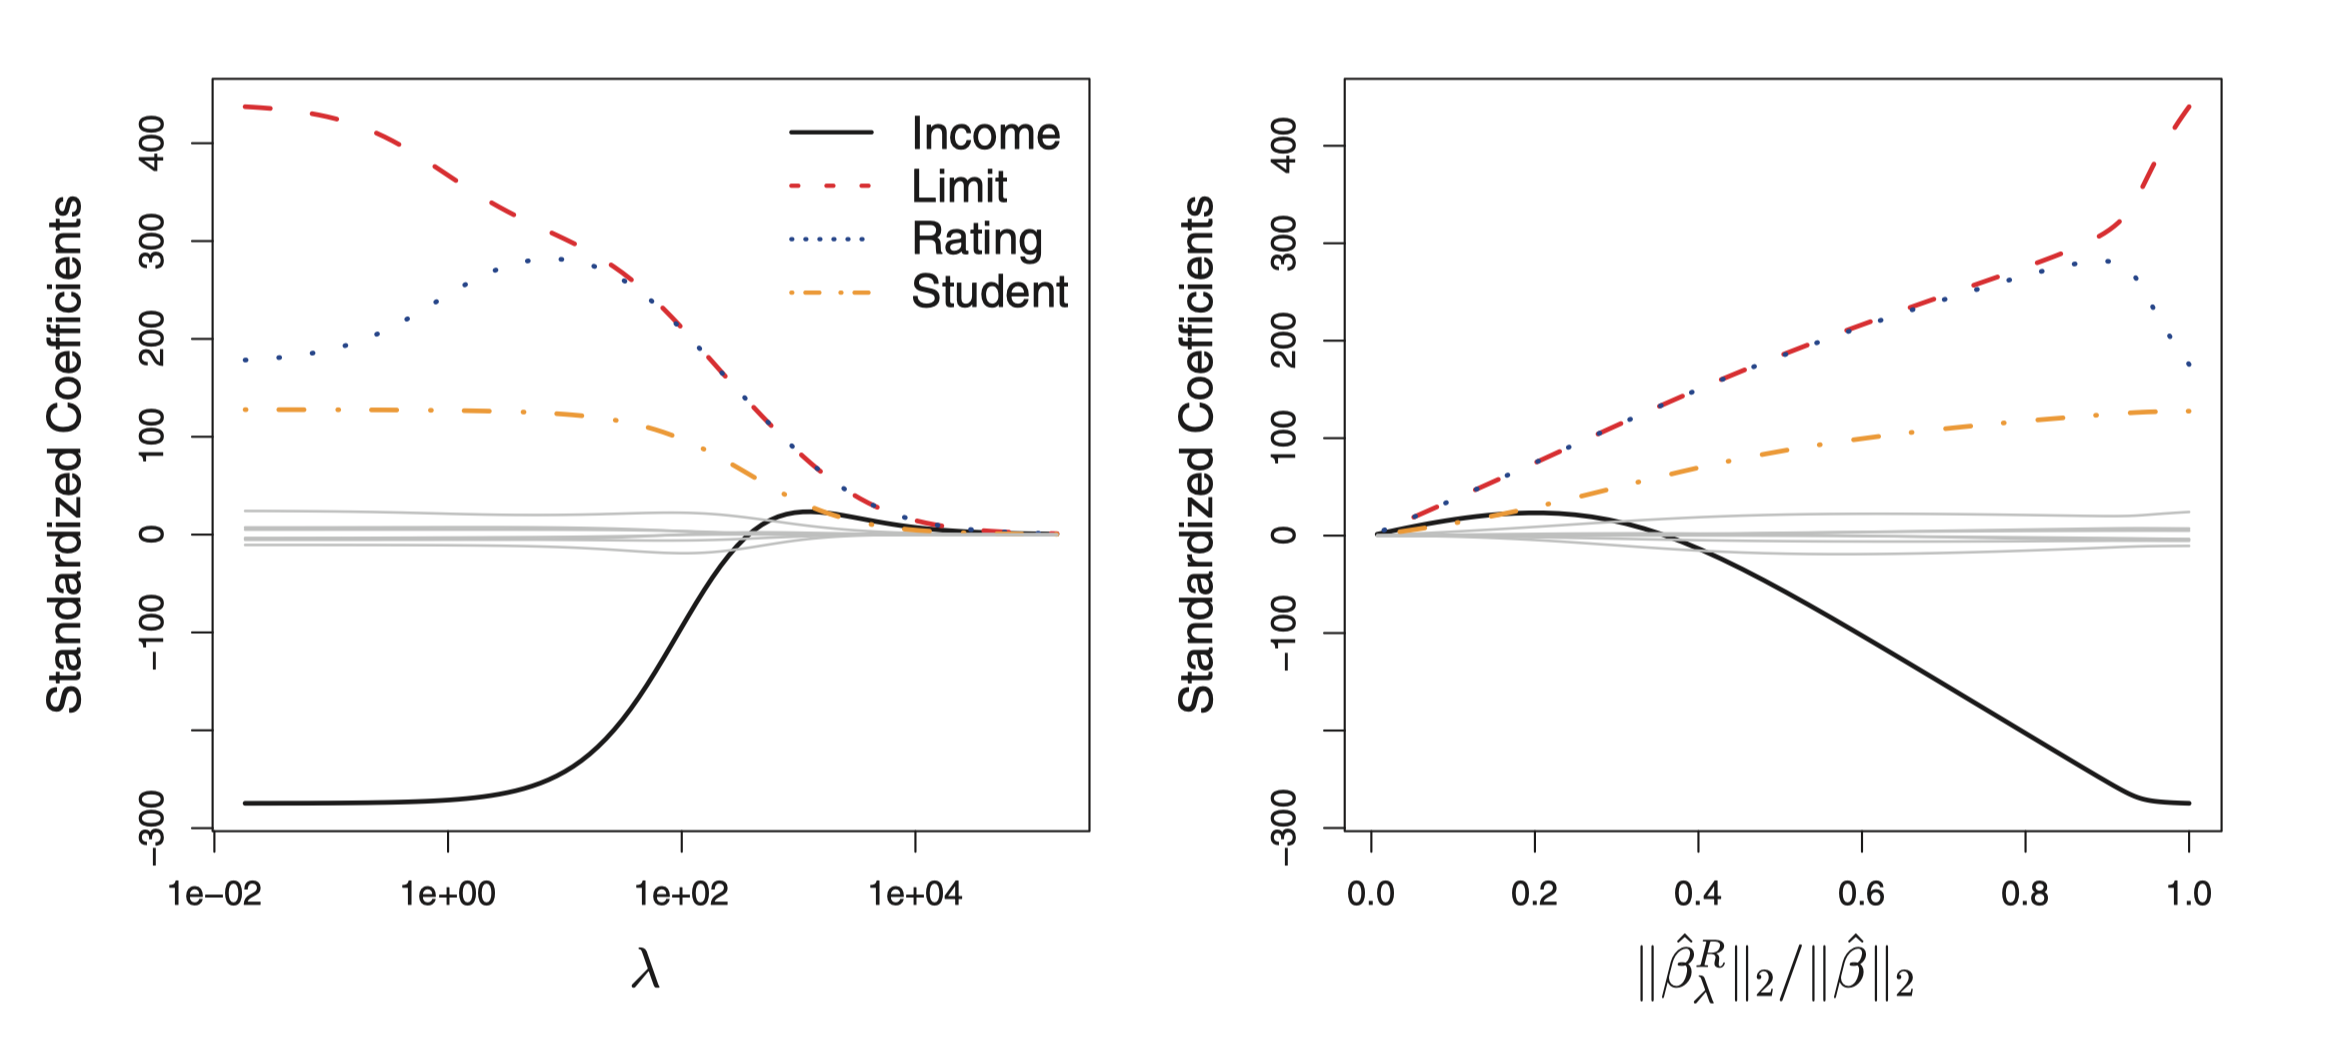 Standardized Coefficients
400
300
200
100
0
−100
−300
1e−02 1e+00 1e+02 1e+04
λ
Income
Limit
Rating
Student
Standardized Coefficients
400
300
200
100
0
−100
−300
0.0 0.2 0.4 0.6 0.8 1.0
‖β̂λᴿ‖₂/‖β̂‖₂